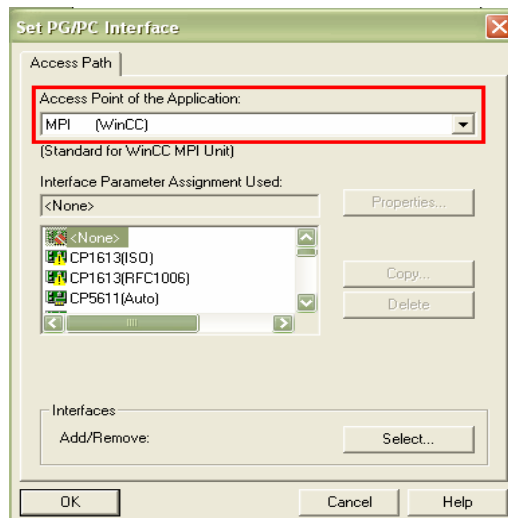 Set PG/PC Interface
Access Path
Access Point of the Application:
MPI (WinCC)
(Standard for WinCC MPI Unit)
Interface Parameter Assignment Used:
<None>
Properties...
<None>
CP1613(ISO)
CP1613(RFC1006)
CP5611(Auto)
Copy...
Delete
Interfaces
Add/Remove:
Select...
OK
Cancel
Help